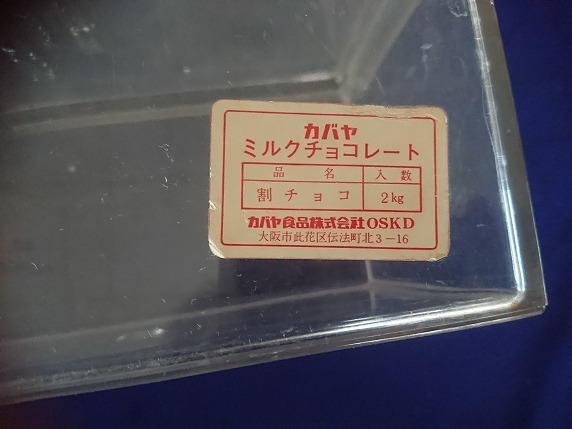 カバヤ
ミルクチョコレート
品名 入数
割チョコ 2kg
カバヤ食品株式会社OSKD
大阪市此花区伝法町北3-16